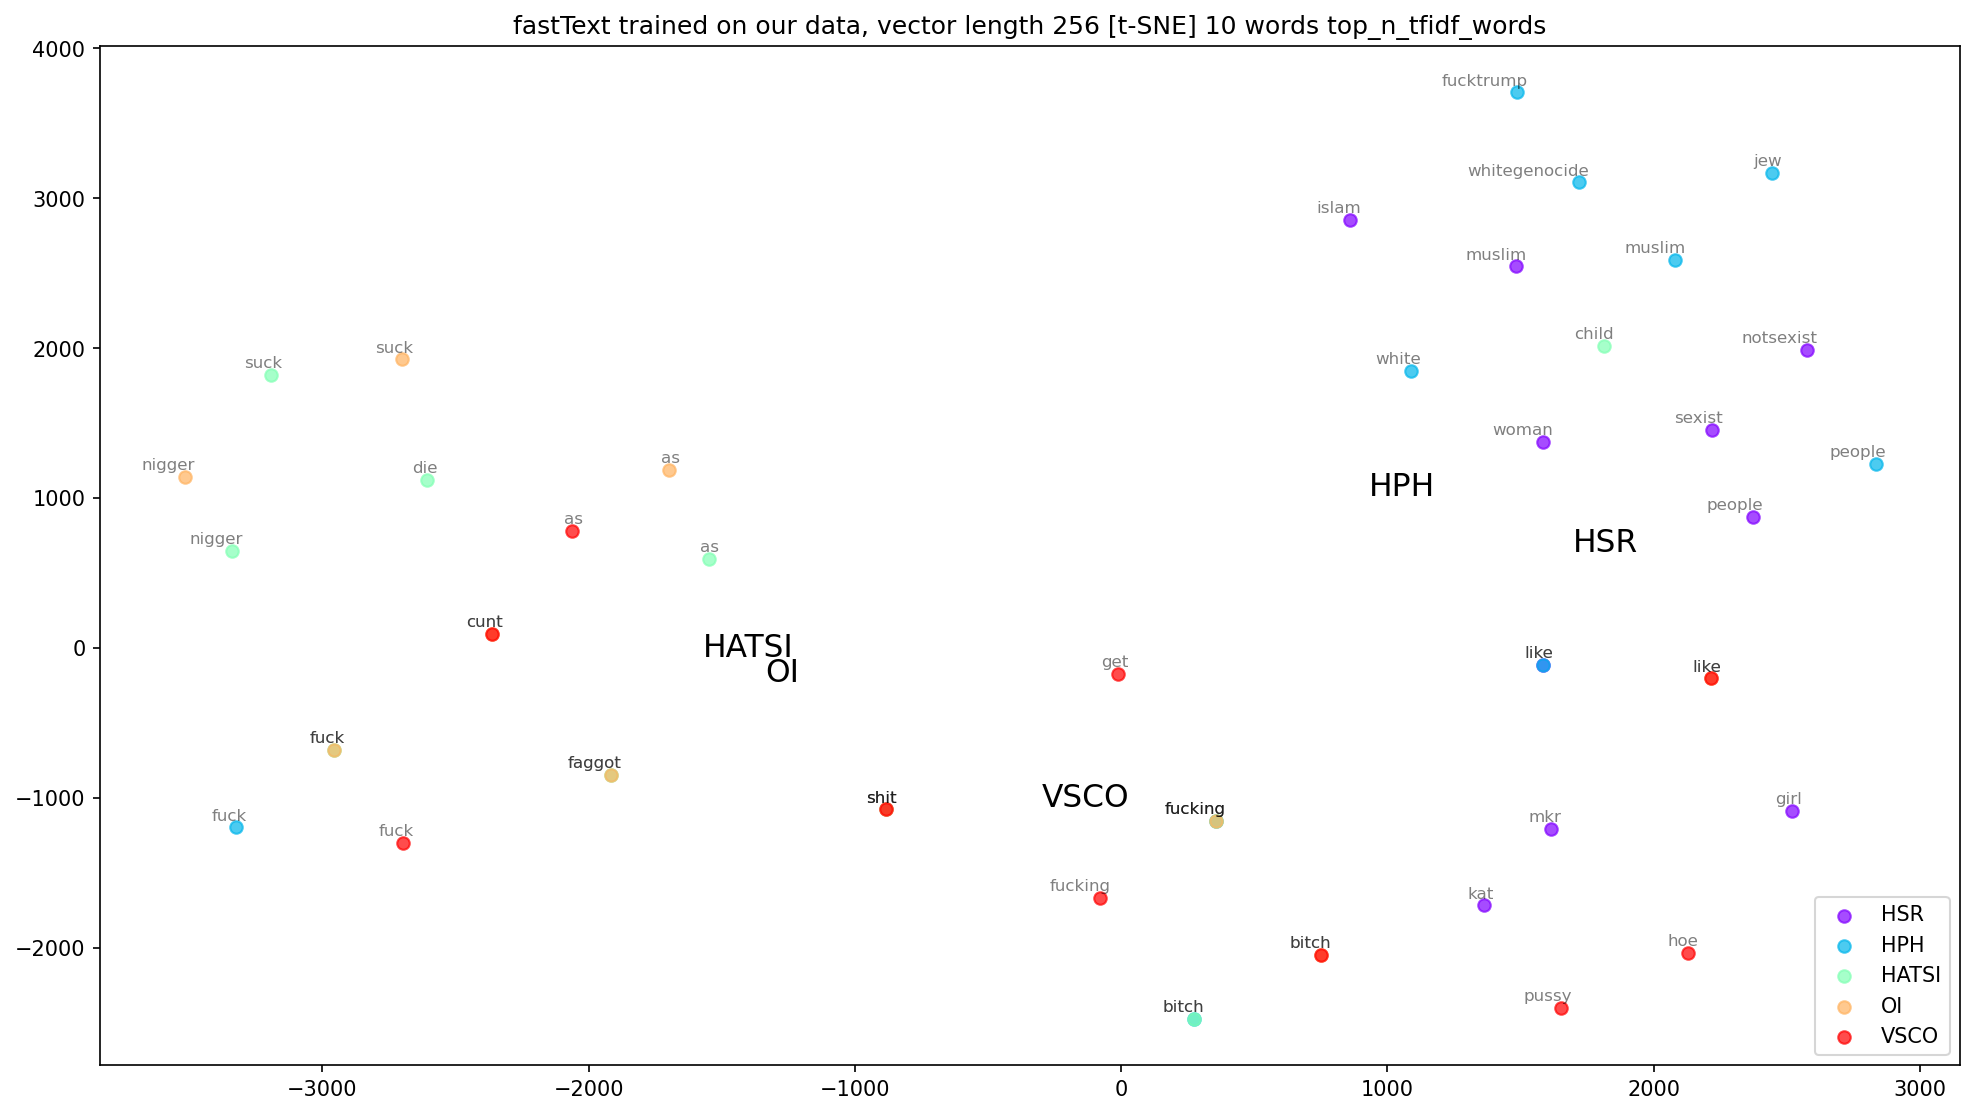 fastText trained on our data, vector length 256 [t-SNE] 10 words top_n_tfidf_words
4000
fucktrump
jew
whitegenocide
3000
islam
muslim
muslim
child
notsexist
2000
suck
suck
white
sexist
woman
people
nigger
die
as
1000
HPH
people
as
nigger
as
HSR
cunt
0
HATSI
OI
get
like
like
fuck
faggot
-1000
shit
VSCO
fucking
girl
fuck
fuck
mkr
fucking
kat
-2000
bitch
hoe
bitch
pussy
HSR
HPH
HATSI
OI
VSCO
−3000 −2000 −1000 0 1000 2000 3000